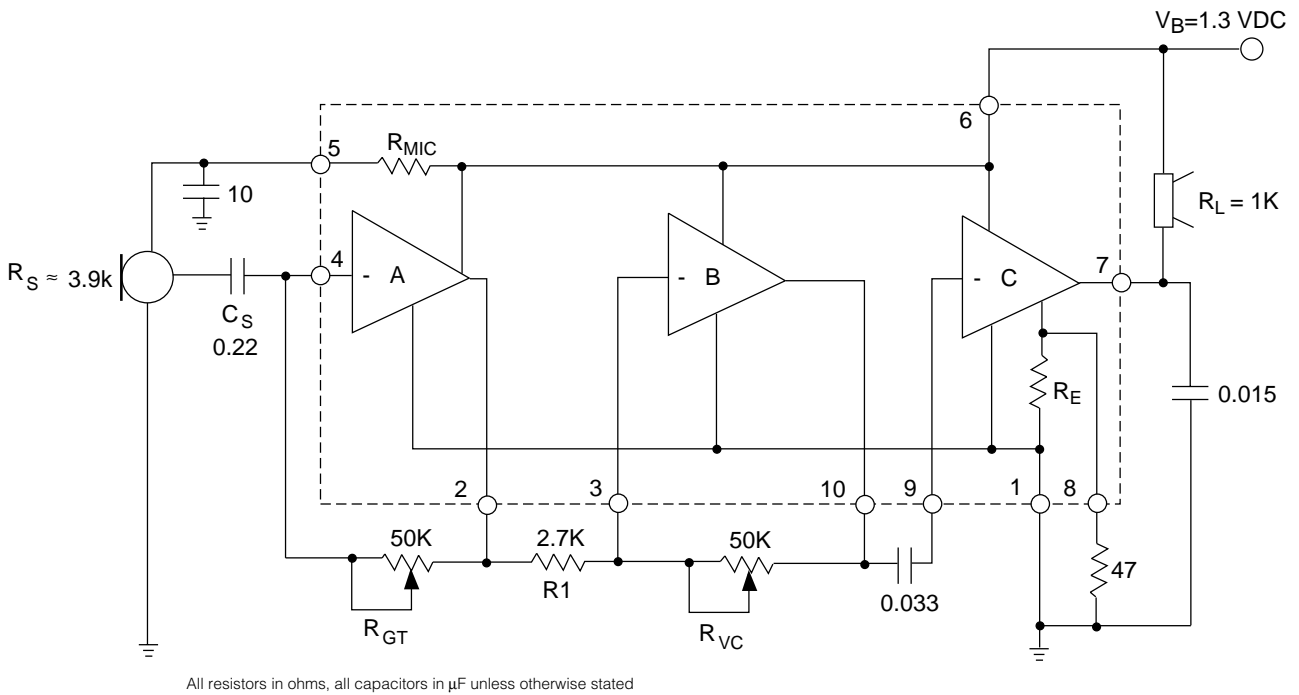 V_B=1.3 VDC
6
5
R_MIC
10
R_L = 1K
4
- A
- B
- C
7
R_S ≈ 3.9k
C_S
0.22
R_E
0.015
2
3
10
9
1
8
50K
2.7K
50K
47
R1
0.033
R_GT
R_VC
All resistors in ohms, all capacitors in µF unless otherwise stated